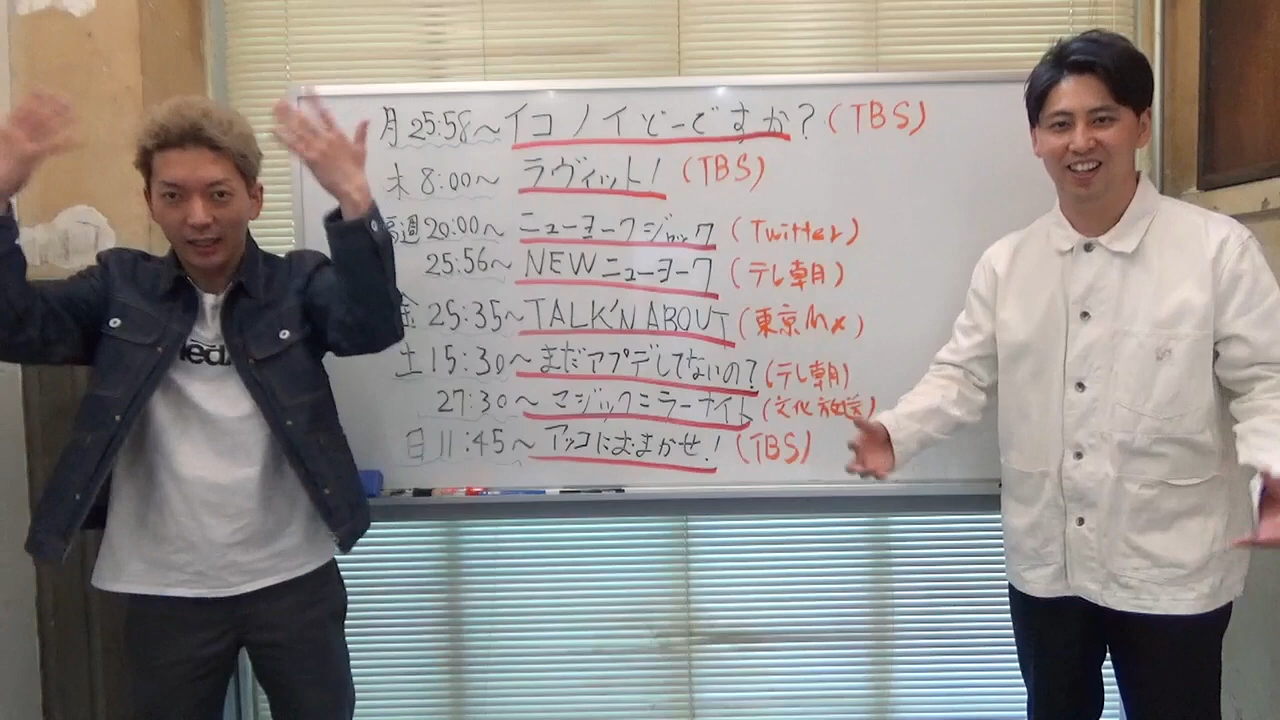 月 25:58～ イコノイどーですか?(TBS)
木 8:00～ ラヴィット!(TBS)
隔週20:00～ ニューヨークジャック(Twitter)
25:56～ NEWニューヨーク(テレ朝)
金 25:35～ TALK'N ABOUT(東京MX)
土 15:30～ まだアプデしてないの?(テレ朝)
27:30～ マジックミラーナイト(文化放送)
日 11:45～ アッコにおまかせ!(TBS)